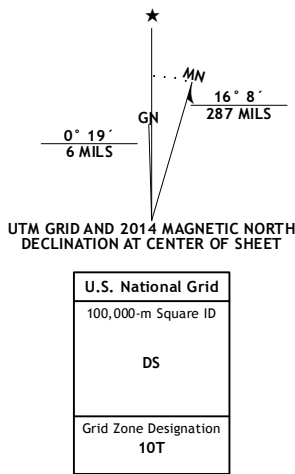 ★
MN
GN
16° 8´
287 MILS
0° 19´
6 MILS
UTM GRID AND 2014 MAGNETIC NORTH
DECLINATION AT CENTER OF SHEET
U.S. National Grid
100,000-m Square ID
DS
Grid Zone Designation
10T